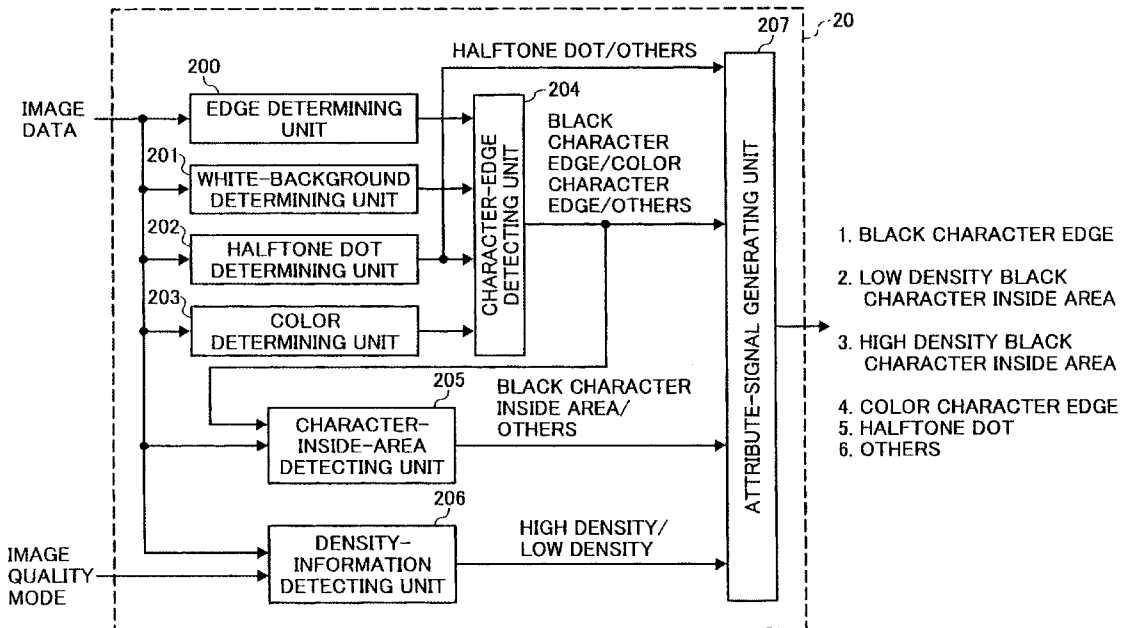 207
20
HALFTONE DOT/OTHERS
200
204
IMAGE
DATA
EDGE DETERMINING
UNIT
BLACK
CHARACTER
EDGE/COLOR
CHARACTER
EDGE/OTHERS
201
WHITE-BACKGROUND
DETERMINING UNIT
202
HALFTONE DOT
DETERMINING UNIT
203
COLOR
DETERMINING UNIT
CHARACTER-EDGE
DETECTING UNIT
ATTRIBUTE-SIGNAL GENERATING UNIT
1. BLACK CHARACTER EDGE
2. LOW DENSITY BLACK
CHARACTER INSIDE AREA
3. HIGH DENSITY BLACK
CHARACTER INSIDE AREA
4. COLOR CHARACTER EDGE
5. HALFTONE DOT
6. OTHERS
205
CHARACTER-
INSIDE-AREA
DETECTING UNIT
BLACK CHARACTER
INSIDE AREA/
OTHERS
206
DENSITY-
INFORMATION
DETECTING UNIT
HIGH DENSITY/
LOW DENSITY
IMAGE
QUALITY
MODE